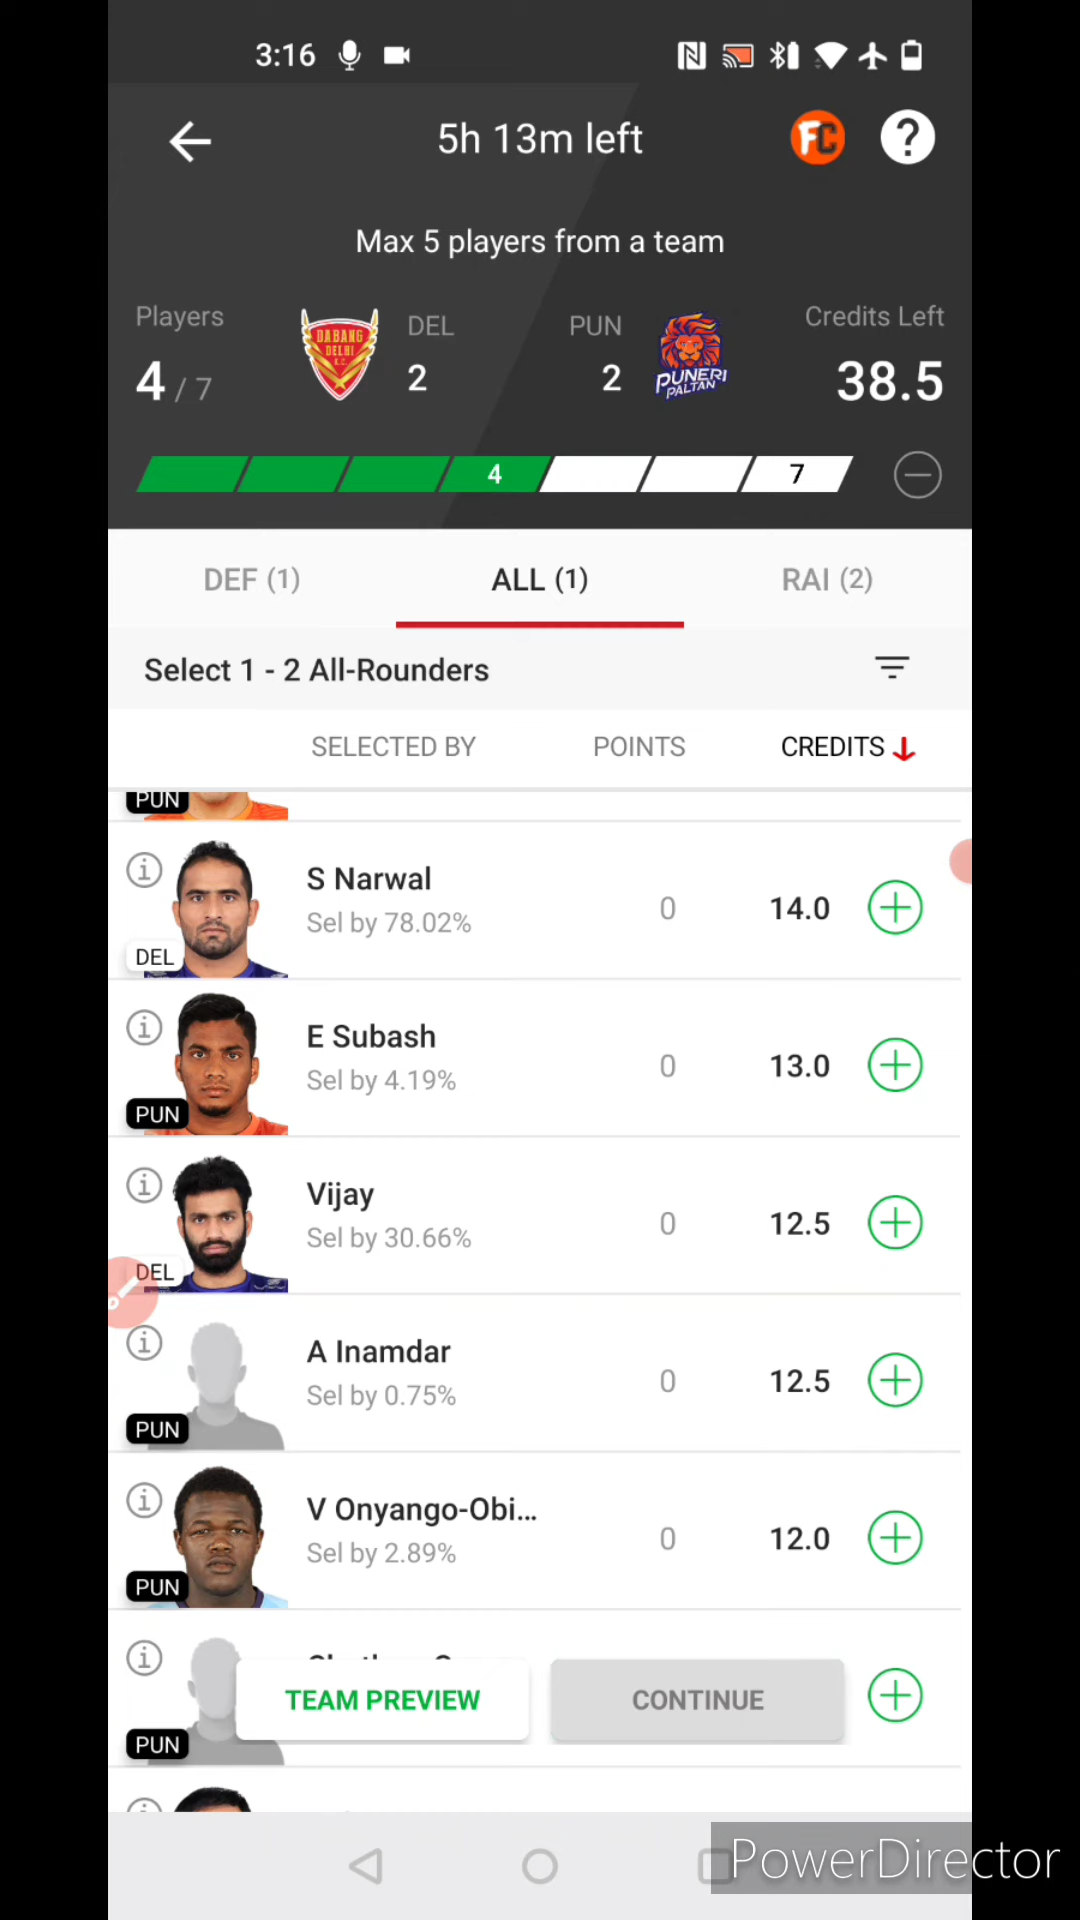 3:16
5h 13m left
FC
?
Max 5 players from a team
Players
DEL
PUN
Credits Left
4 / 7
DABANG
DELHI
K.C.
2
2
PUNERI
PALTAN
38.5
4
7
DEF (1)
ALL (1)
RAI (2)
Select 1 - 2 All-Rounders
SELECTED BY
POINTS
CREDITS
PUN
S Narwal
Sel by 78.02%
0
14.0
DEL
E Subash
Sel by 4.19%
0
13.0
PUN
Vijay
Sel by 30.66%
0
12.5
DEL
A Inamdar
Sel by 0.75%
0
12.5
PUN
V Onyango-Obi...
Sel by 2.89%
0
12.0
PUN
TEAM PREVIEW
CONTINUE
PUN
PowerDirector